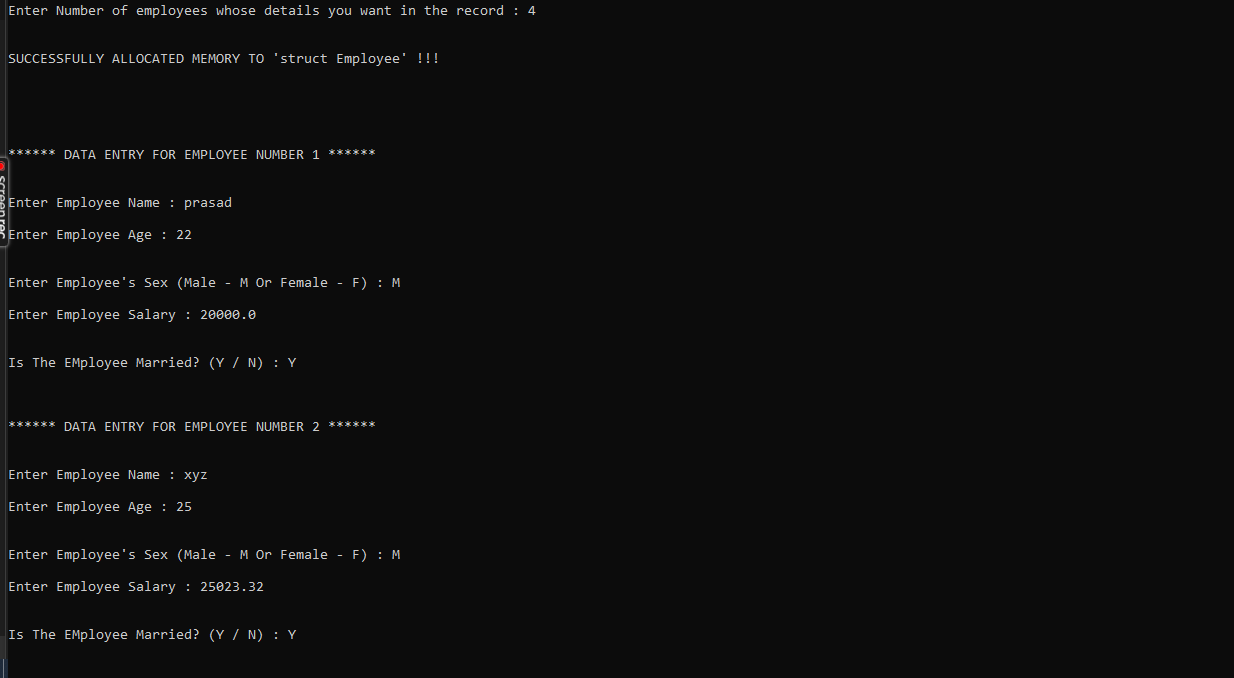 Enter Number of employees whose details you want in the record : 4
SUCCESSFULLY ALLOCATED MEMORY TO 'struct Employee' !!!
****** DATA ENTRY FOR EMPLOYEE NUMBER 1 ******
Enter Employee Name : prasad
Enter Employee Age : 22
Enter Employee's Sex (Male - M Or Female - F) : M
Enter Employee Salary : 20000.0
Is The EMployee Married? (Y / N) : Y
****** DATA ENTRY FOR EMPLOYEE NUMBER 2 ******
Enter Employee Name : xyz
Enter Employee Age : 25
Enter Employee's Sex (Male - M Or Female - F) : M
Enter Employee Salary : 25023.32
Is The EMployee Married? (Y / N) : Y